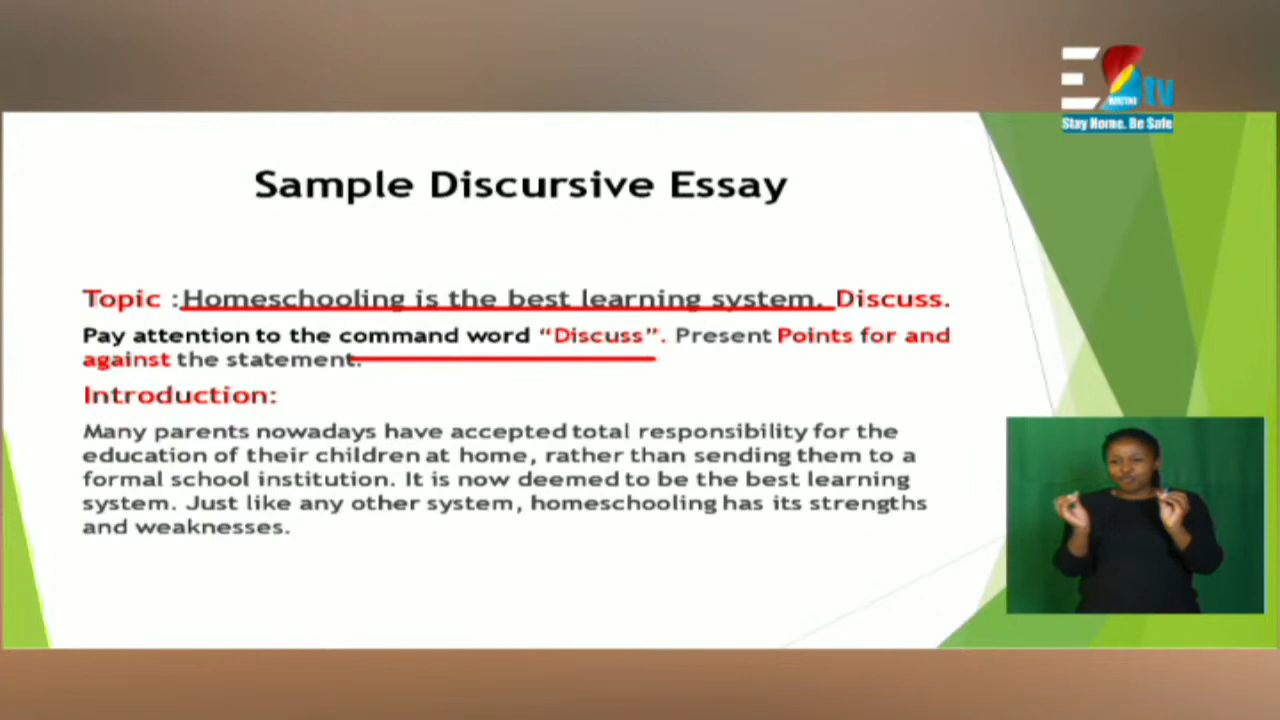 tv
Stay Home. Be Safe
Sample Discursive Essay
Topic :Homeschooling is the best learning system. Discuss.
Pay attention to the command word “Discuss”. Present Points for and
against the statement.
Introduction:
Many parents nowadays have accepted total responsibility for the
education of their children at home, rather than sending them to a
formal school institution. It is now deemed to be the best learning
system. Just like any other system, homeschooling has its strengths
and weaknesses.